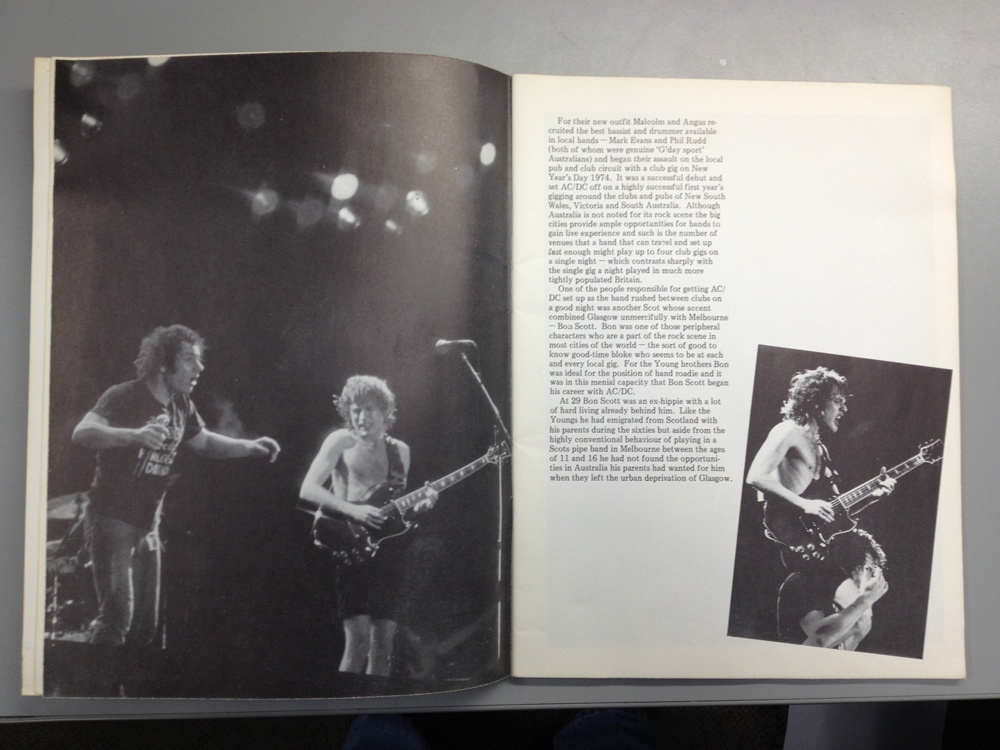 For their new outfit Malcolm and Angus re-
cruited the best bassist and drummer available
in local bands — Mark Evans and Phil Rudd
(both of whom were genuine 'G'day sport'
Australians) and began their assault on the local
pub and club circuit with a club gig on New
Year's Day 1974. It was a successful debut and
set AC/DC off on a highly successful first year's
gigging around the clubs and pubs of New South
Wales, Victoria and South Australia. Although
Australia is not noted for its rock scene the big
cities provide ample opportunities for bands to
gain live experience and such is the number of
venues that a band that can travel and set up
fast enough might play up to four club gigs on
a single night — which contrasts sharply with
the single gig a night played in much more
tightly populated Britain.
One of the people responsible for getting AC/
DC set up as the band rushed between clubs on
a good night was another Scot whose accent
combined Glasgow unmercifully with Melbourne
— Bon Scott. Bon was one of those peripheral
characters who are a part of the rock scene in
most cities of the world — the sort of good to
know good-time bloke who seems to be at each
and every local gig. For the Young brothers Bon
was ideal for the position of band roadie and it
was in this menial capacity that Bon Scott began
his career with AC/DC.
At 29 Bon Scott was an ex-hippie with a lot
of hard living already behind him. Like the
Youngs he had emigrated from Scotland with
his parents during the sixties but aside from the
highly conventional behaviour of playing in a
Scots pipe band in Melbourne between the ages
of 11 and 16 he had not found the opportuni-
ties in Australia his parents had wanted for him
when they left the urban deprivation of Glasgow.